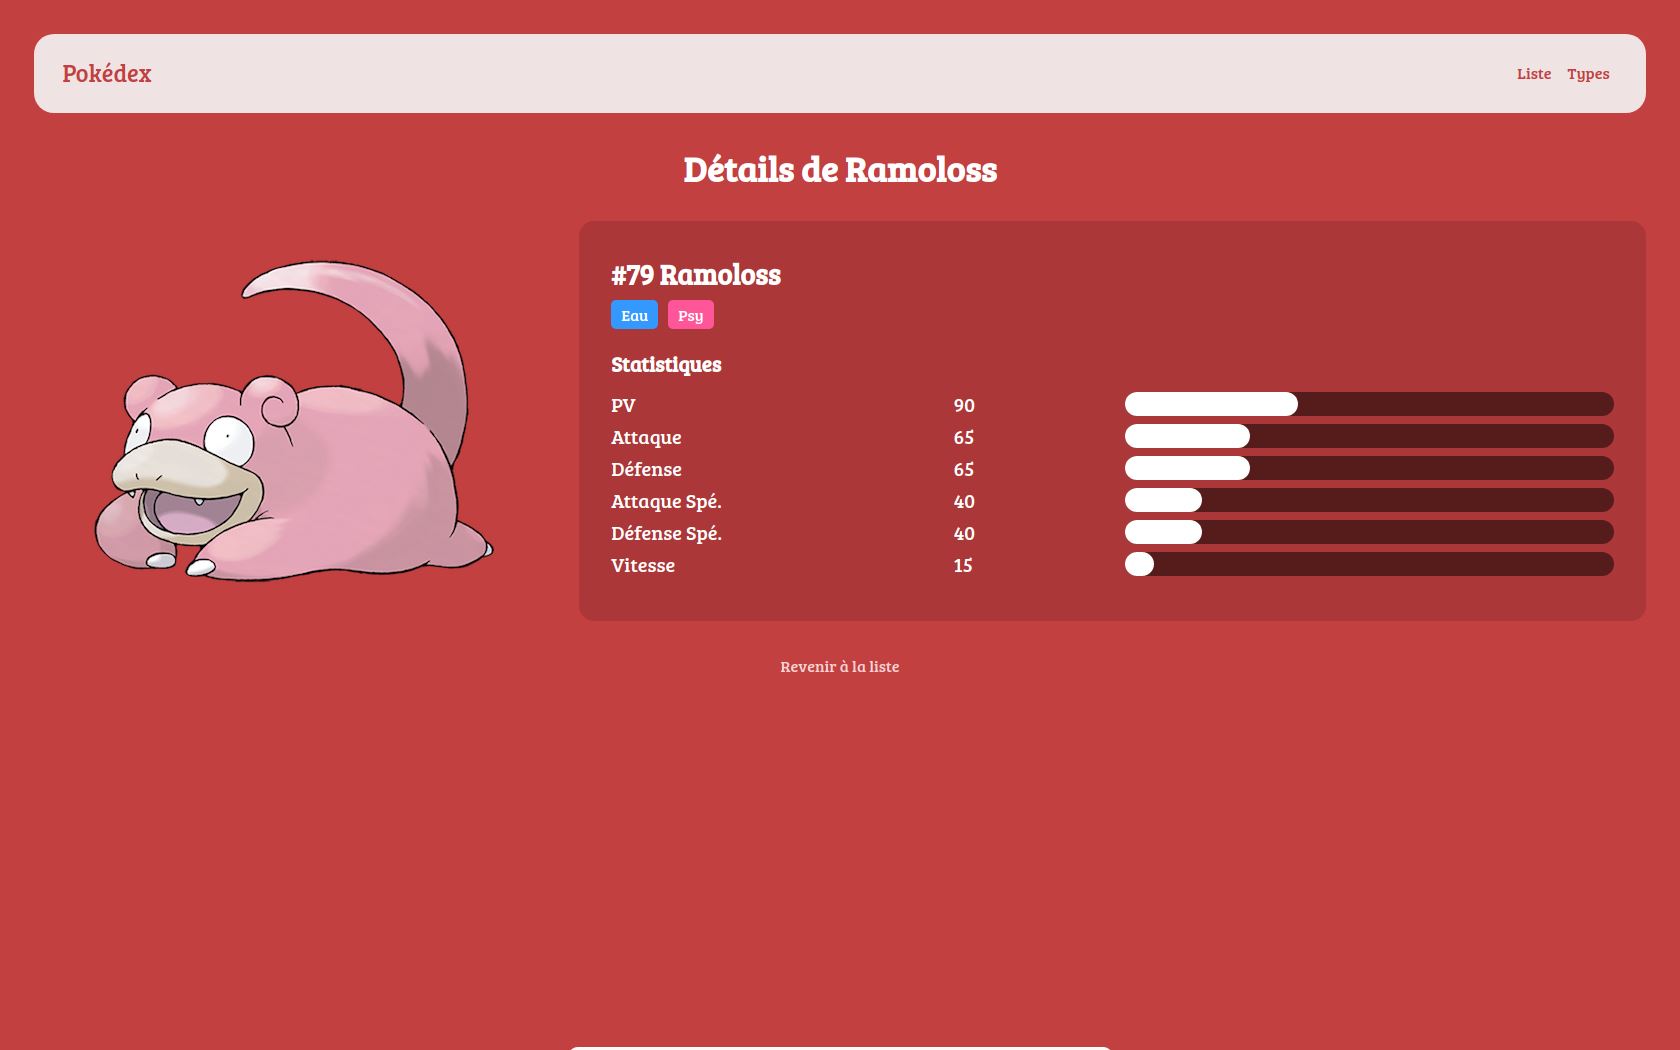 Pokédex
Liste Types
Détails de Ramoloss
#79 Ramoloss
Eau Psy
Statistiques
PV 90
Attaque 65
Défense 65
Attaque Spé. 40
Défense Spé. 40
Vitesse 15
Revenir à la liste